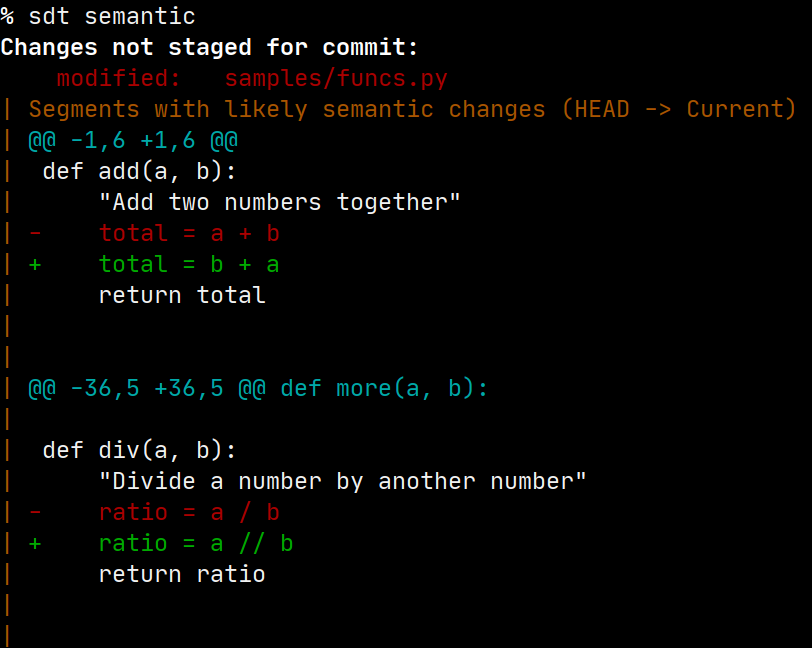 % sdt semantic
Changes not staged for commit:
    modified:   samples/funcs.py
| Segments with likely semantic changes (HEAD -> Current)
| @@ -1,6 +1,6 @@
|  def add(a, b):
|      "Add two numbers together"
| -    total = a + b
| +    total = b + a
|      return total
|
|
| @@ -36,5 +36,5 @@ def more(a, b):
|
|  def div(a, b):
|      "Divide a number by another number"
| -    ratio = a / b
| +    ratio = a // b
|      return ratio
|
|